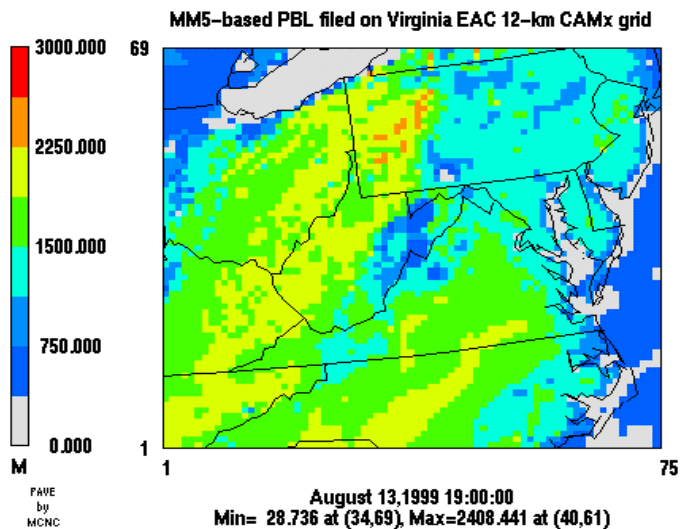 MM5-based PBL filed on Virginia EAC 12-km CAMx grid
3000.000
2250.000
1500.000
750.000
0.000
M
PAVE
by
MCNC
69
1
1
75
August 13,1999 19:00:00
Min= 28.736 at (34,69), Max=2408.441 at (40,61)